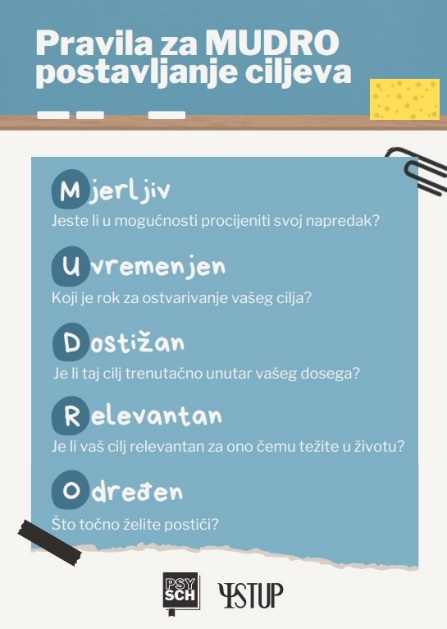 Pravila za MUDRO
postavljanje ciljeva
Mjerljiv
Jeste li u mogućnosti procijeniti svoj napredak?
Uvremenjen
Koji je rok za ostvarivanje vašeg cilja?
Dostižan
Je li taj cilj trenutačno unutar vašeg dosega?
Relevantan
Je li vaš cilj relevantan za ono čemu težite u životu?
Određen
Što točno želite postići?
PSY
SCH
ΨSTUP